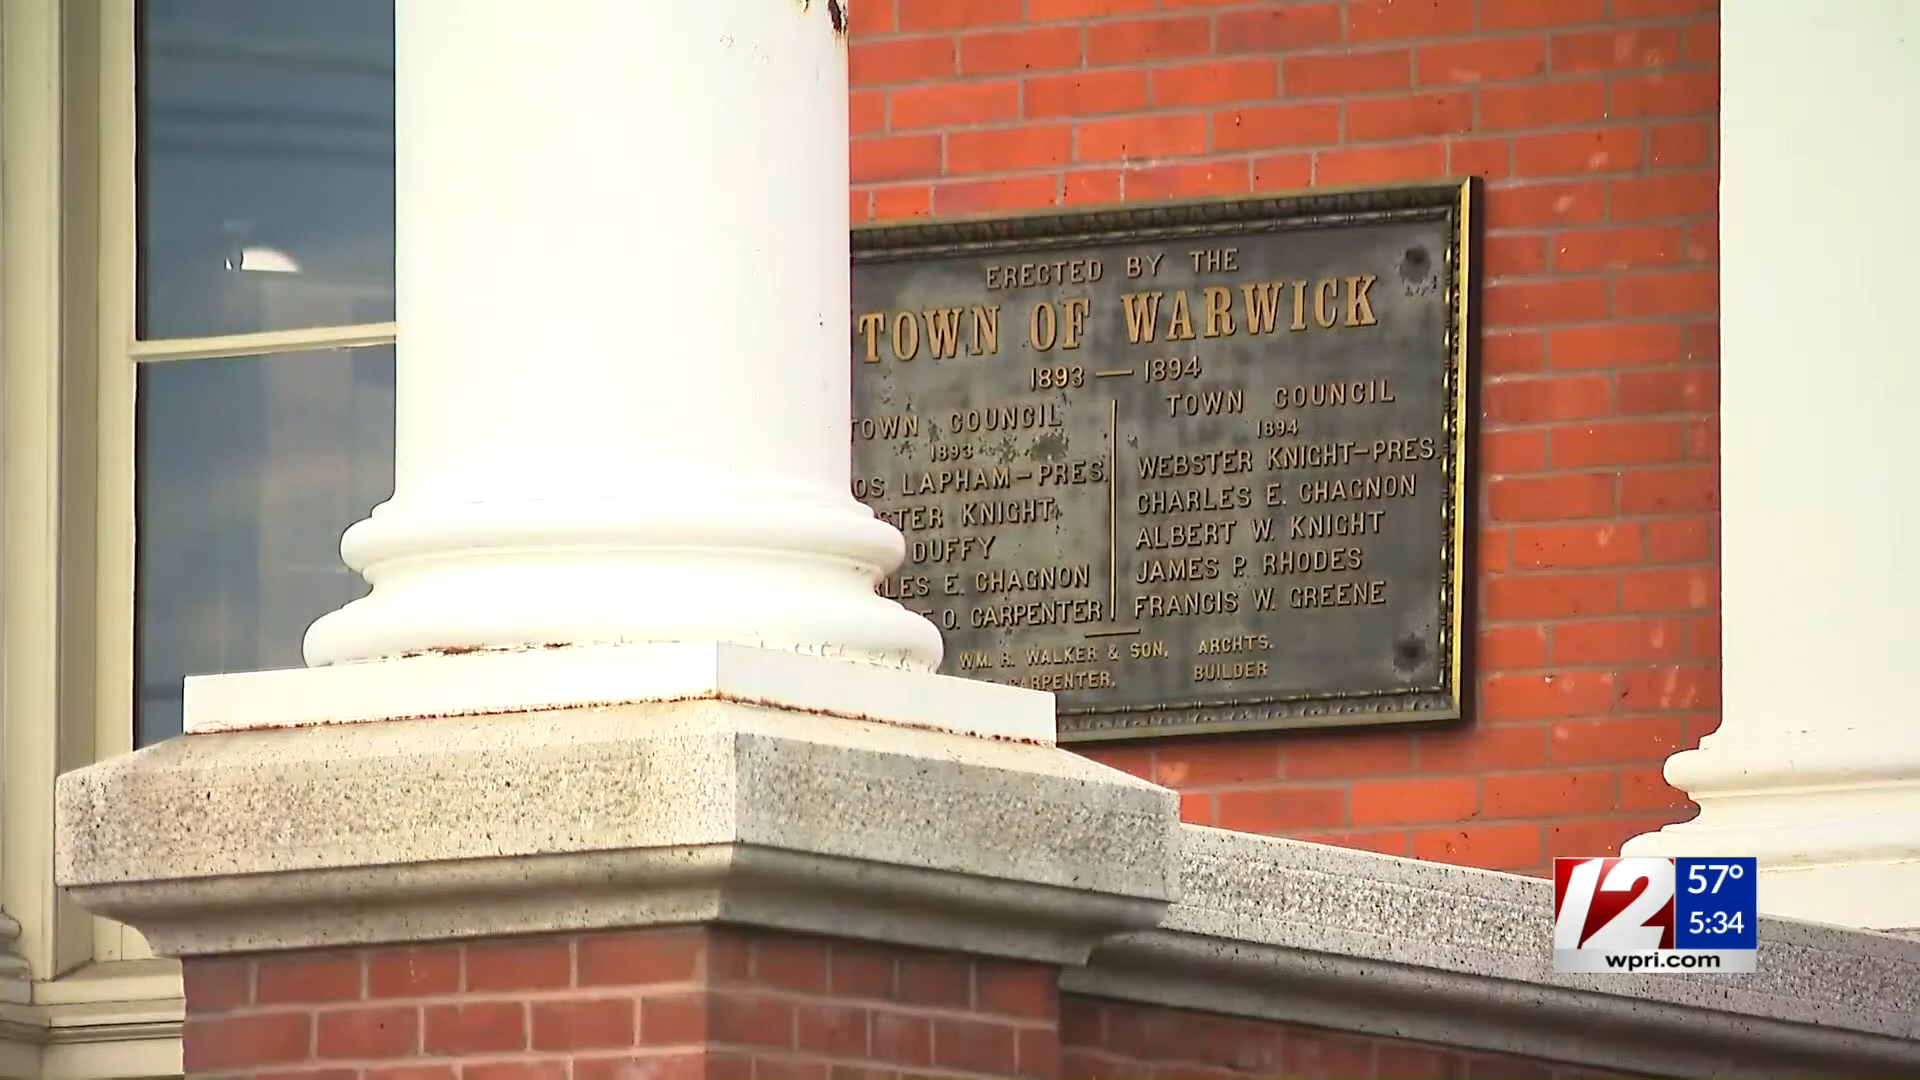 ERECTED BY THE
TOWN OF WARWICK
1893 — 1894
TOWN COUNCIL
1893
LAPHAM-PRES.
KNIGHT
DUFFY
E. CHAGNON
O. CARPENTER
TOWN COUNCIL
1894
WEBSTER KNIGHT-PRES.
CHARLES E. CHAGNON
ALBERT W. KNIGHT
JAMES P. RHODES
FRANCIS W. GREENE
WM. R. WALKER & SON, ARCHTS.
CARPENTER, BUILDER
12
57°
5:34
wpri.com